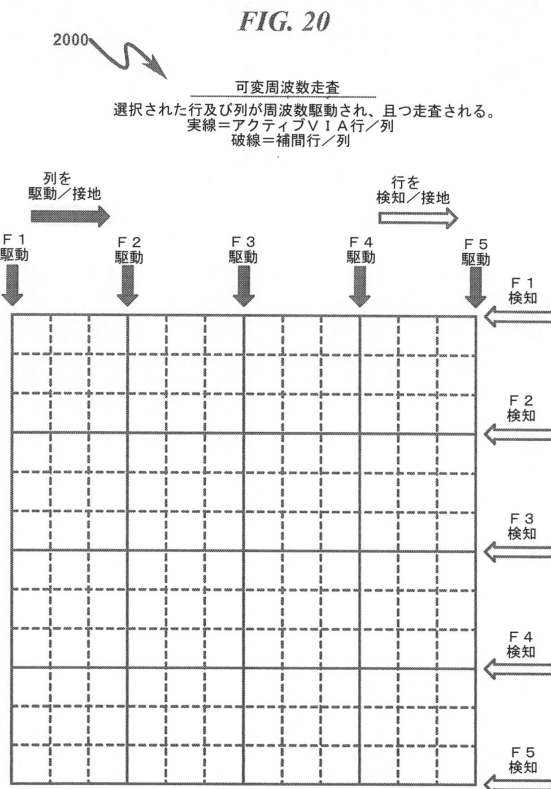 FIG. 20
2000
可変周波数走査
選択された行及び列が周波数駆動され、且つ走査される。
実線＝アクティブＶＩＡ行／列
破線＝補間行／列
列を
駆動／接地
行を
検知／接地
Ｆ１
駆動
Ｆ２
駆動
Ｆ３
駆動
Ｆ４
駆動
Ｆ５
駆動
Ｆ１
検知
Ｆ２
検知
Ｆ３
検知
Ｆ４
検知
Ｆ５
検知